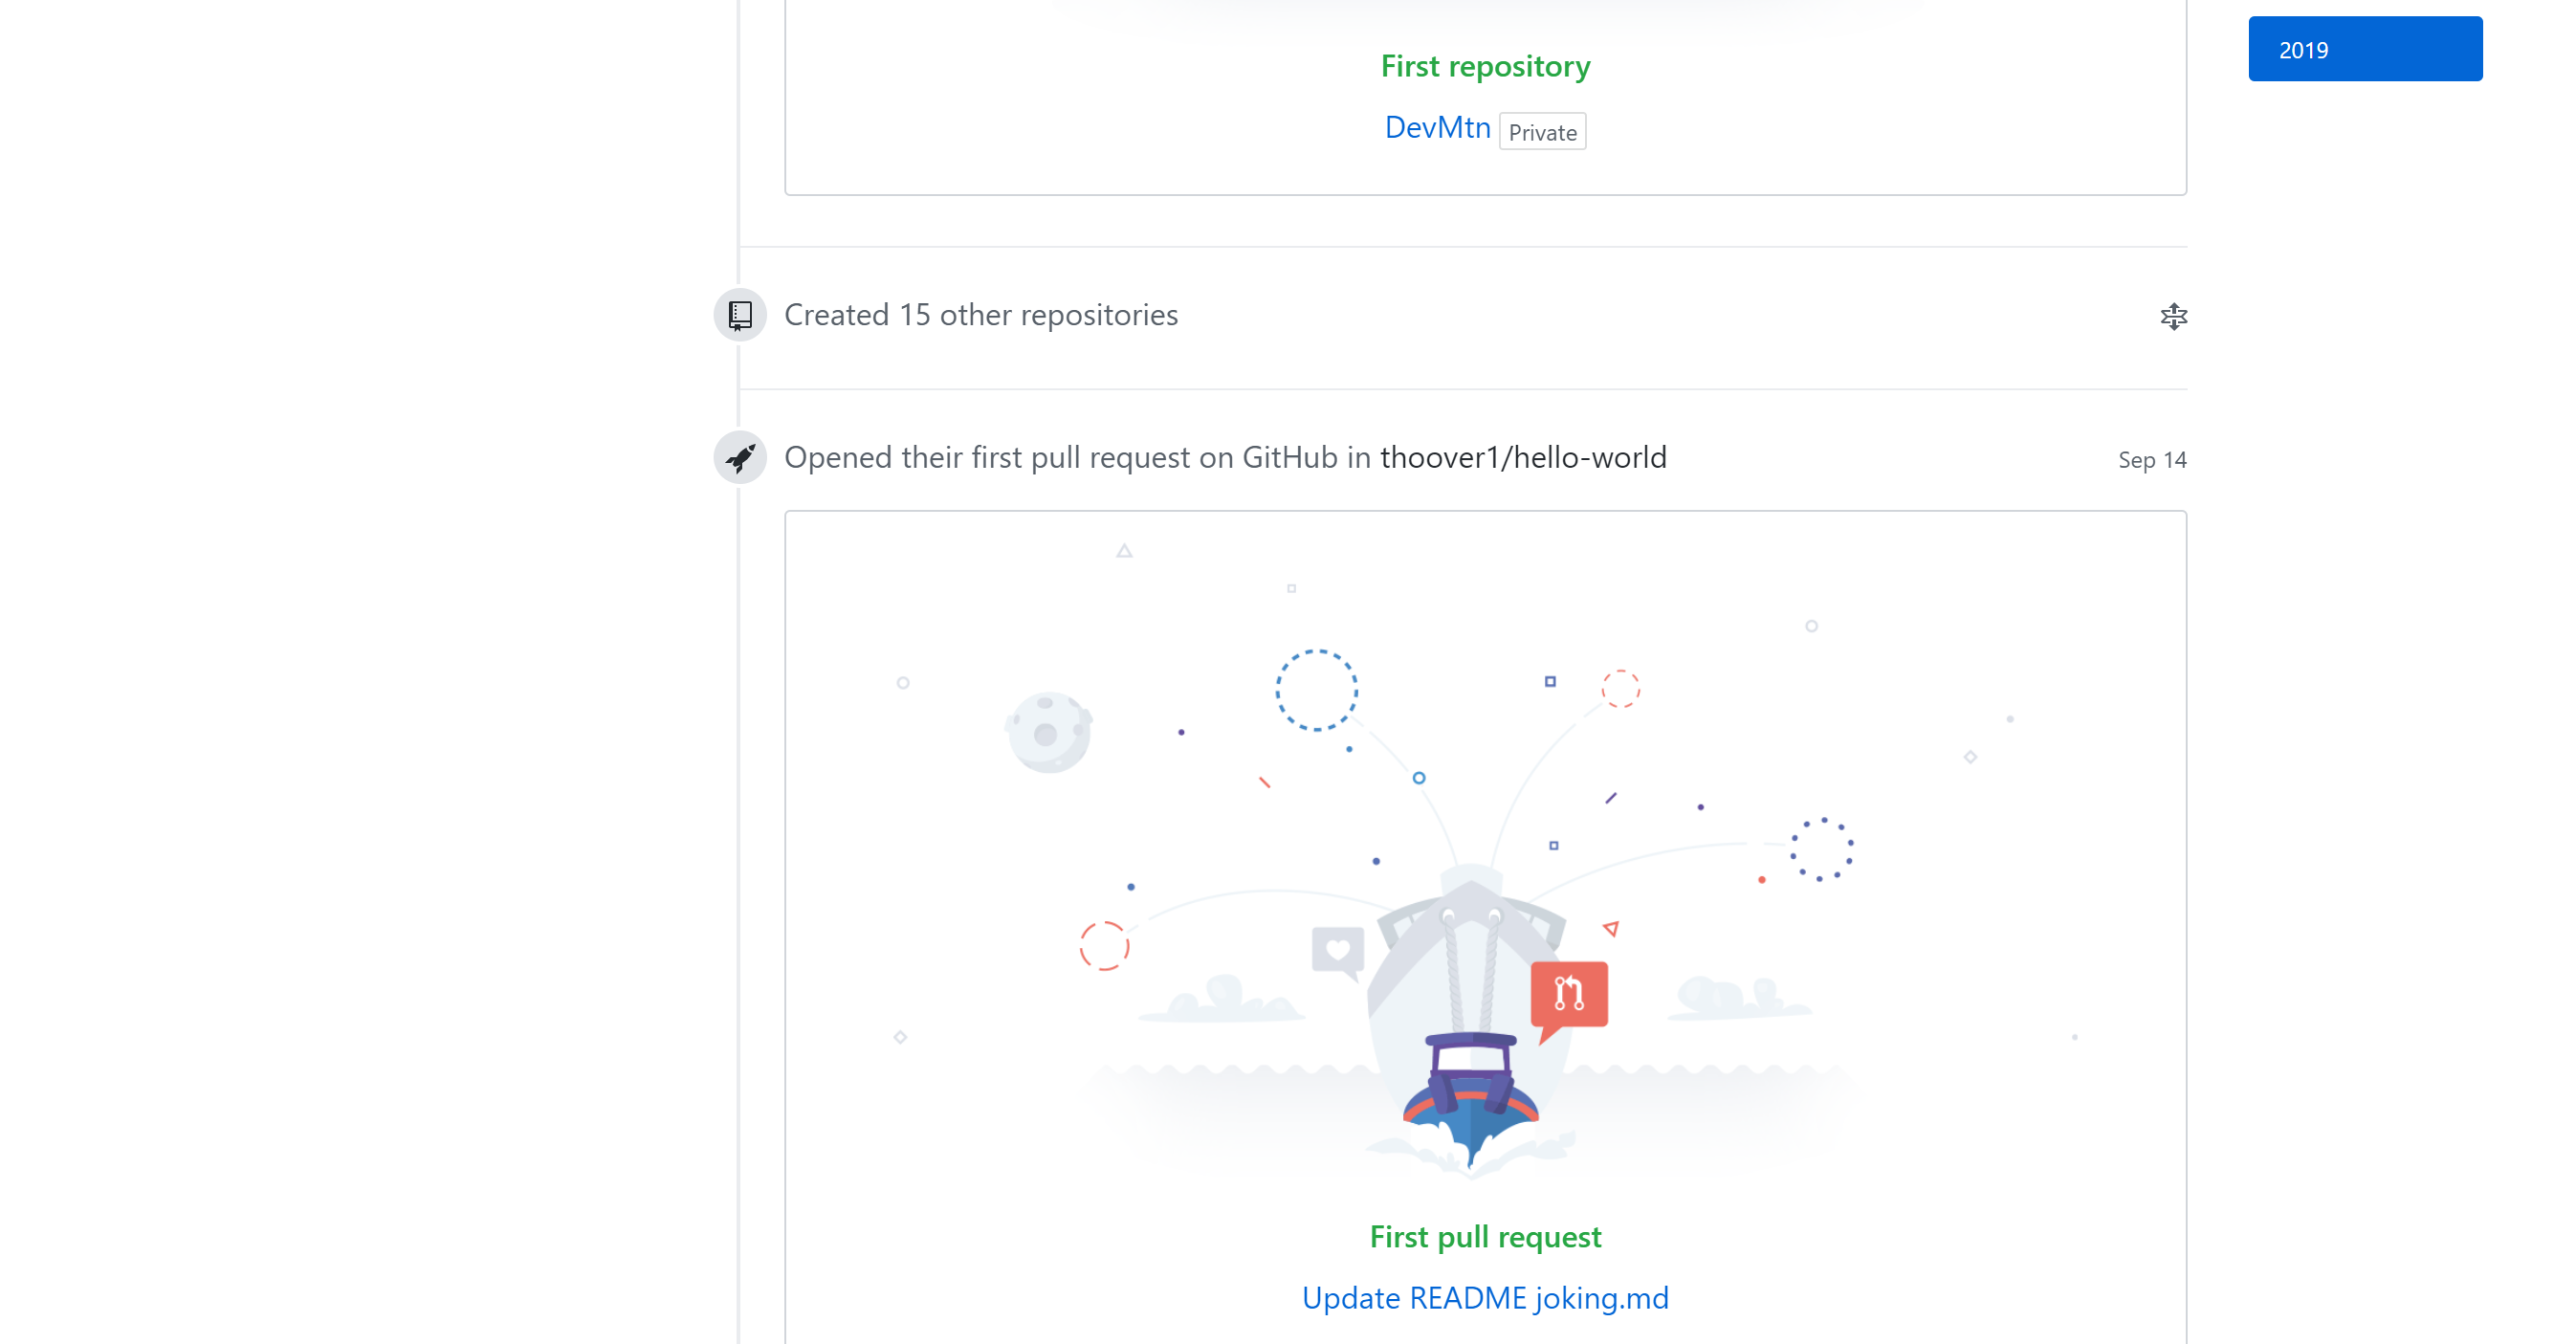 2019
First repository
DevMtn Private
Created 15 other repositories
Opened their first pull request on GitHub in thoover1/hello-world
Sep 14
First pull request
Update README joking.md